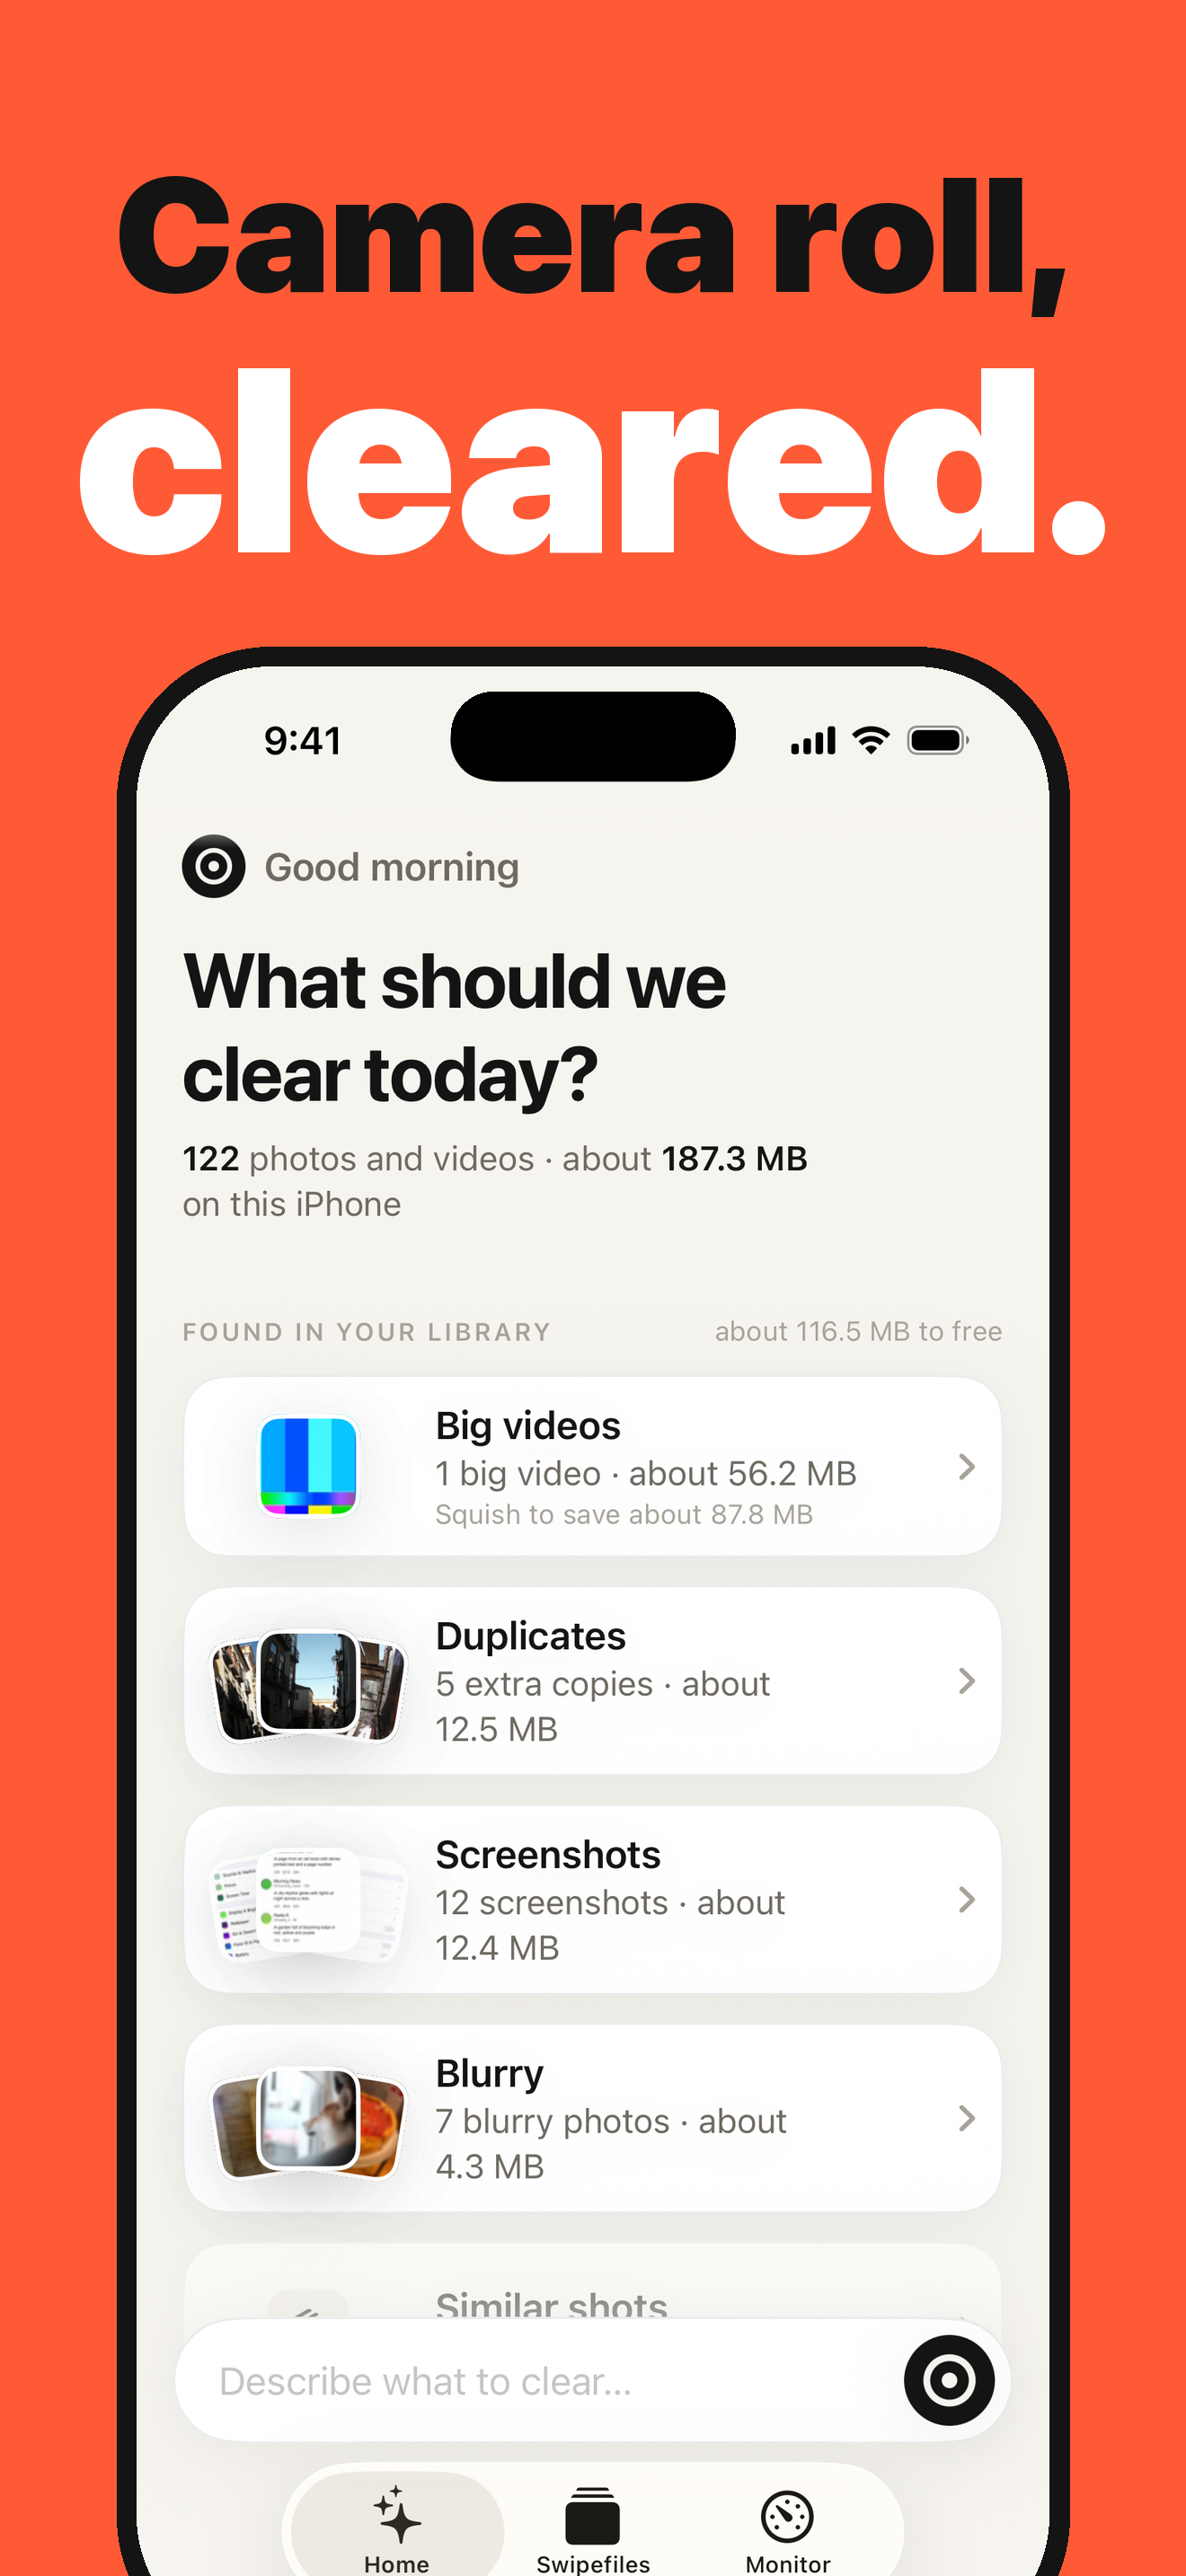 Camera roll,
cleared.
9:41
Good morning
What should we
clear today?
122 photos and videos · about 187.3 MB
on this iPhone
FOUND IN YOUR LIBRARY
about 116.5 MB to free
Big videos
1 big video · about 56.2 MB
Squish to save about 87.8 MB
Duplicates
5 extra copies · about
12.5 MB
Screenshots
12 screenshots · about
12.4 MB
Blurry
7 blurry photos · about
4.3 MB
Similar shots
Describe what to clear...
Home
Swipefiles
Monitor